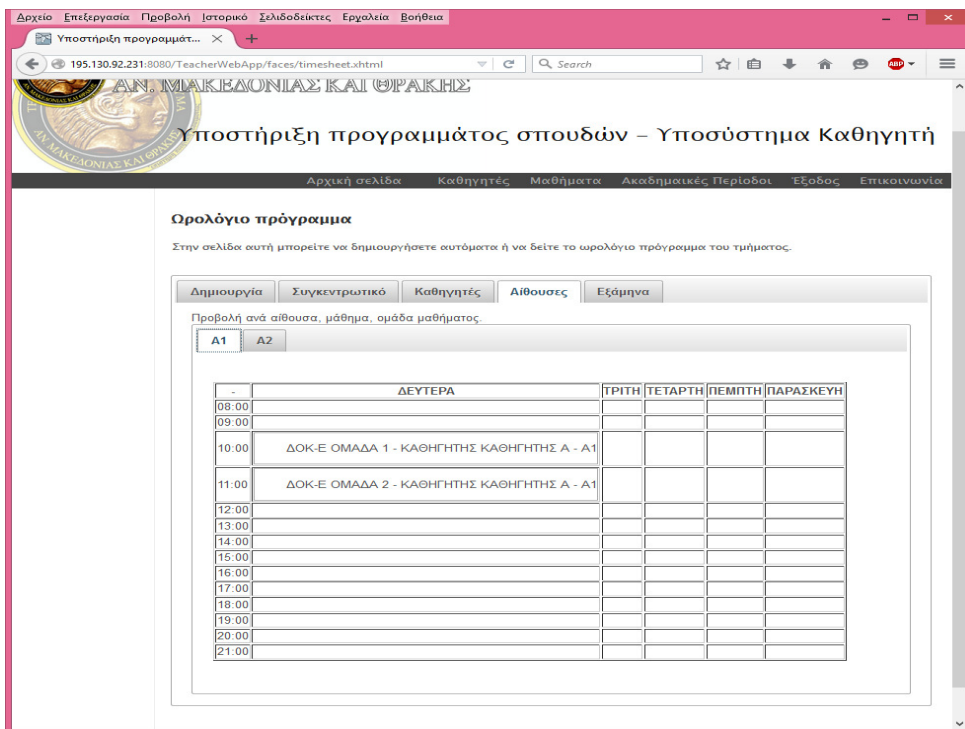 Αρχείο Επεξεργασία Προβολή Ιστορικό Σελιδοδείκτες Εργαλεία Βοήθεια
Υποστήριξη προγραμμάτ...
195.130.92.231:8080/TeacherWebApp/faces/timesheet.xhtml Search ABP
ΑΝ. ΜΑΚΕΔΟΝΙΑΣ ΚΑΙ ΘΡΑΚΗΣ
Υποστήριξη προγραμμάτος σπουδών – Υποσύστημα Καθηγητή
Αρχική σελίδα Καθηγητές Μαθήματα Ακαδημαικές Περίοδοι Έξοδος Επικοινωνία
Ωρολόγιο πρόγραμμα
Στην σελίδα αυτή μπορείτε να δημιουργήσετε αυτόματα ή να δείτε το ωρολόγιο πρόγραμμα του τμήματος.
Δημιουργία Συγκεντρωτικό Καθηγητές Αίθουσες Εξάμηνα
Προβολή ανά αίθουσα, μάθημα, ομάδα μαθήματος.
Α1 Α2
- ΔΕΥΤΕΡΑ ΤΡΙΤΗ ΤΕΤΑΡΤΗ ΠΕΜΠΤΗ ΠΑΡΑΣΚΕΥΗ
08:00
09:00
10:00 ΔΟΚ-Ε ΟΜΑΔΑ 1 - ΚΑΘΗΓΗΤΗΣ ΚΑΘΗΓΗΤΗΣ Α - Α1
11:00 ΔΟΚ-Ε ΟΜΑΔΑ 2 - ΚΑΘΗΓΗΤΗΣ ΚΑΘΗΓΗΤΗΣ Α - Α1
12:00
13:00
14:00
15:00
16:00
17:00
18:00
19:00
20:00
21:00